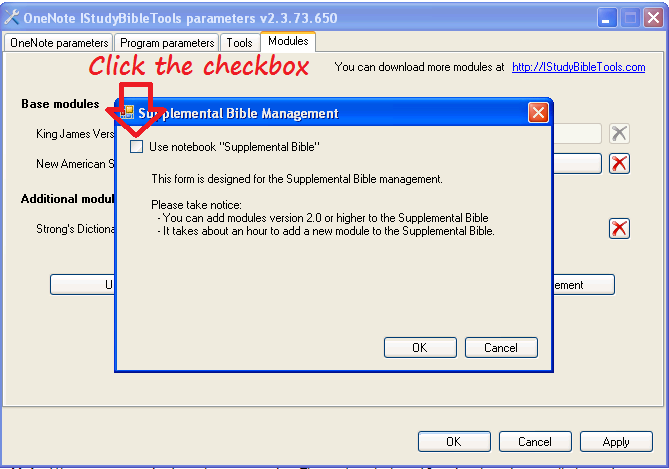 OneNote IStudyBibleTools parameters v2.3.73.650
OneNote parameters Program parameters Tools Modules
Click the checkbox
You can download more modules at http://IStudyBibleTools.com
Base modules
Supplemental Bible Management
King James Vers
Use notebook "Supplemental Bible"
New American S
This form is designed for the Supplemental Bible management.
Additional modul
Please take notice:
- You can add modules version 2.0 or higher to the Supplemental Bible
Strong's Dictiona
- It takes about an hour to add a new module to the Supplemental Bible.
U
ement
OK Cancel
OK Cancel Apply